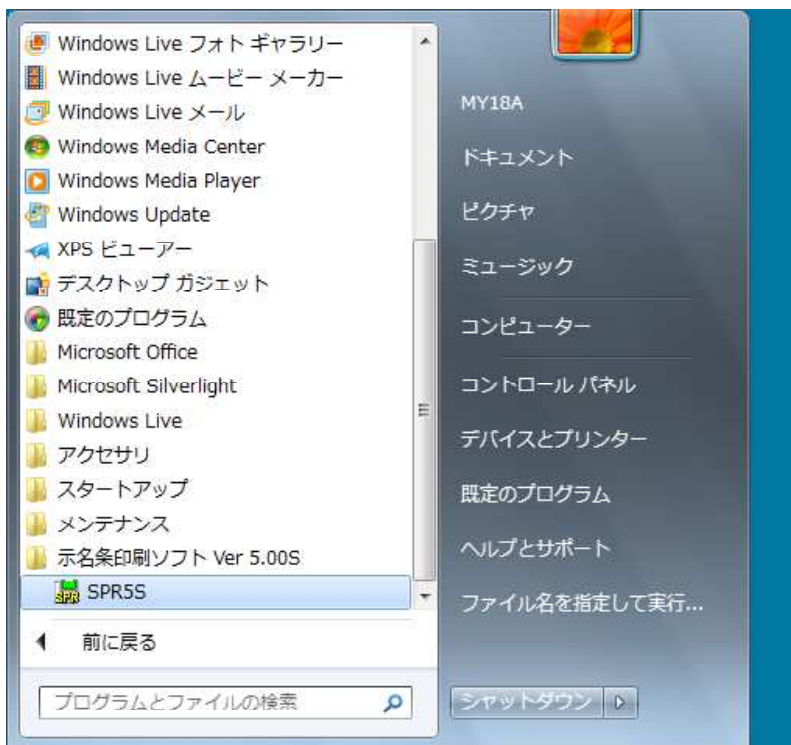 Windows Live フォト ギャラリー
Windows Live ムービー メーカー
Windows Live メール
Windows Media Center
Windows Media Player
Windows Update
XPS ビューアー
デスクトップ ガジェット
既定のプログラム
Microsoft Office
Microsoft Silverlight
Windows Live
アクセサリ
スタートアップ
メンテナンス
示名条印刷ソフト Ver 5.00S
SPR
SPR5S
前に戻る
プログラムとファイルの検索
MY18A
ドキュメント
ピクチャ
ミュージック
コンピューター
コントロール パネル
デバイスとプリンター
既定のプログラム
ヘルプとサポート
ファイル名を指定して実行...
シャットダウン